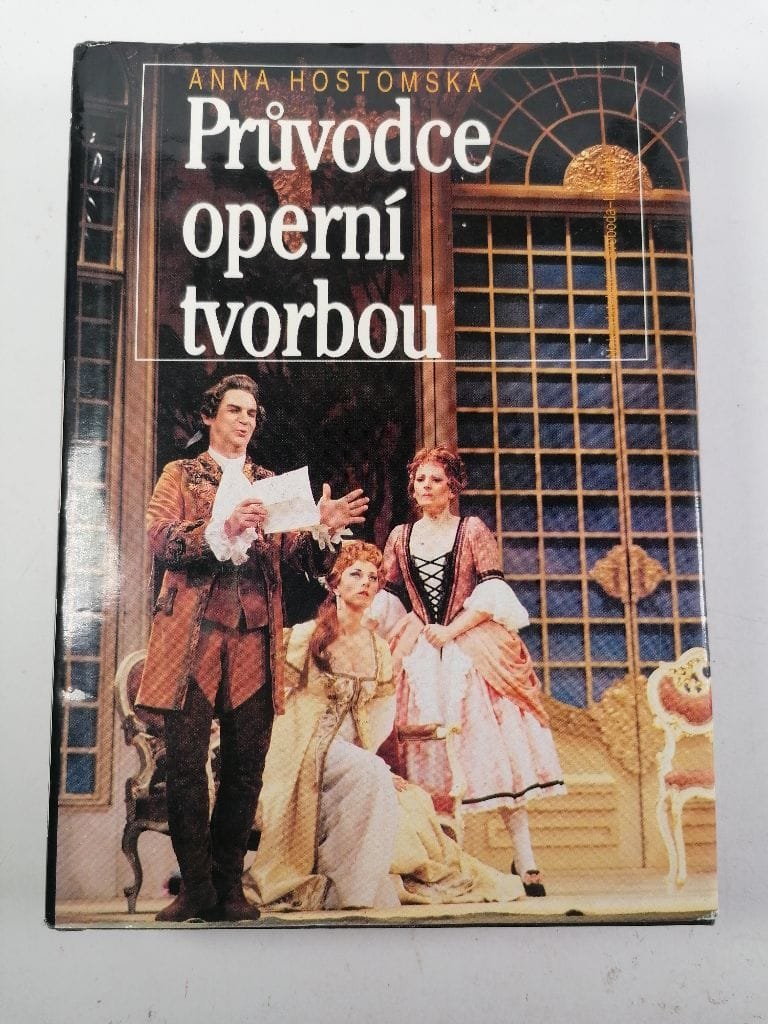 ANNA HOSTOMSKÁ
Průvodce
operní
tvorbou